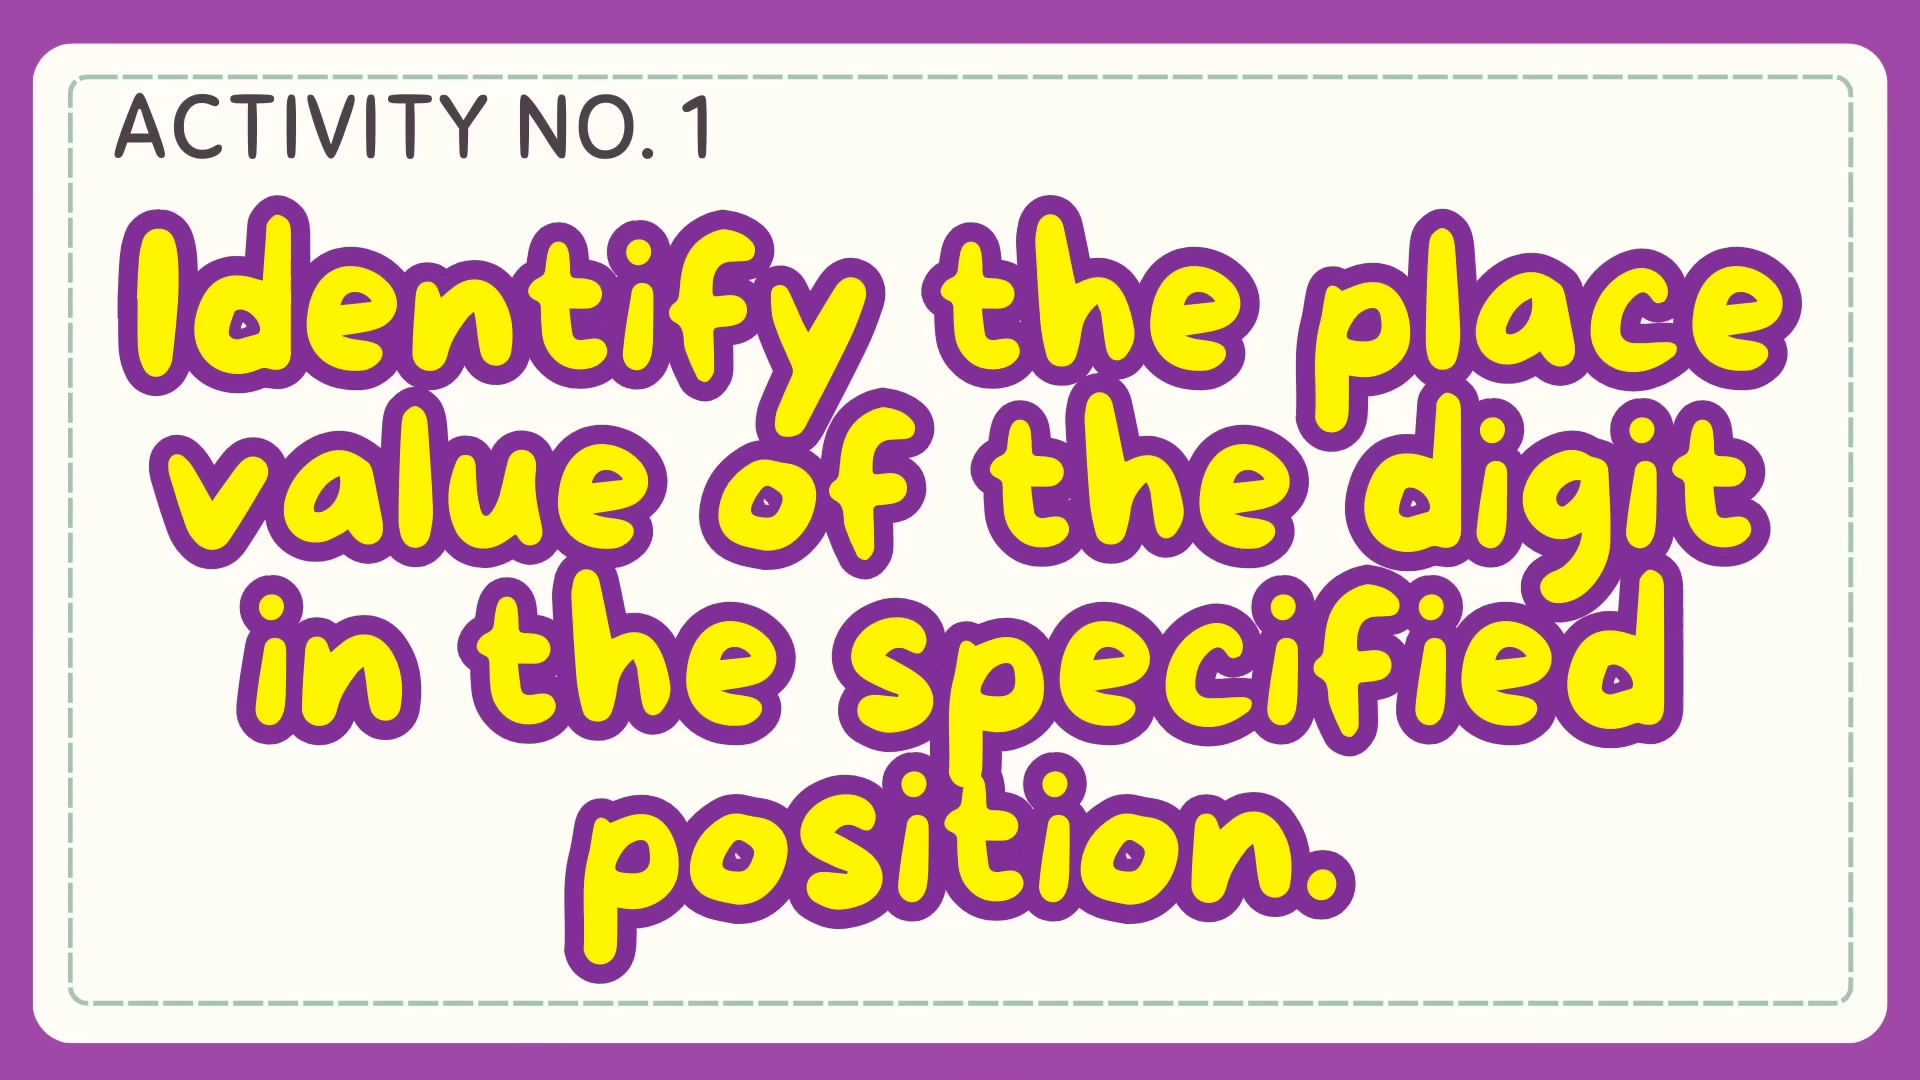 ACTIVITY NO. 1
Identify the place
value of the digit
in the specified
position.